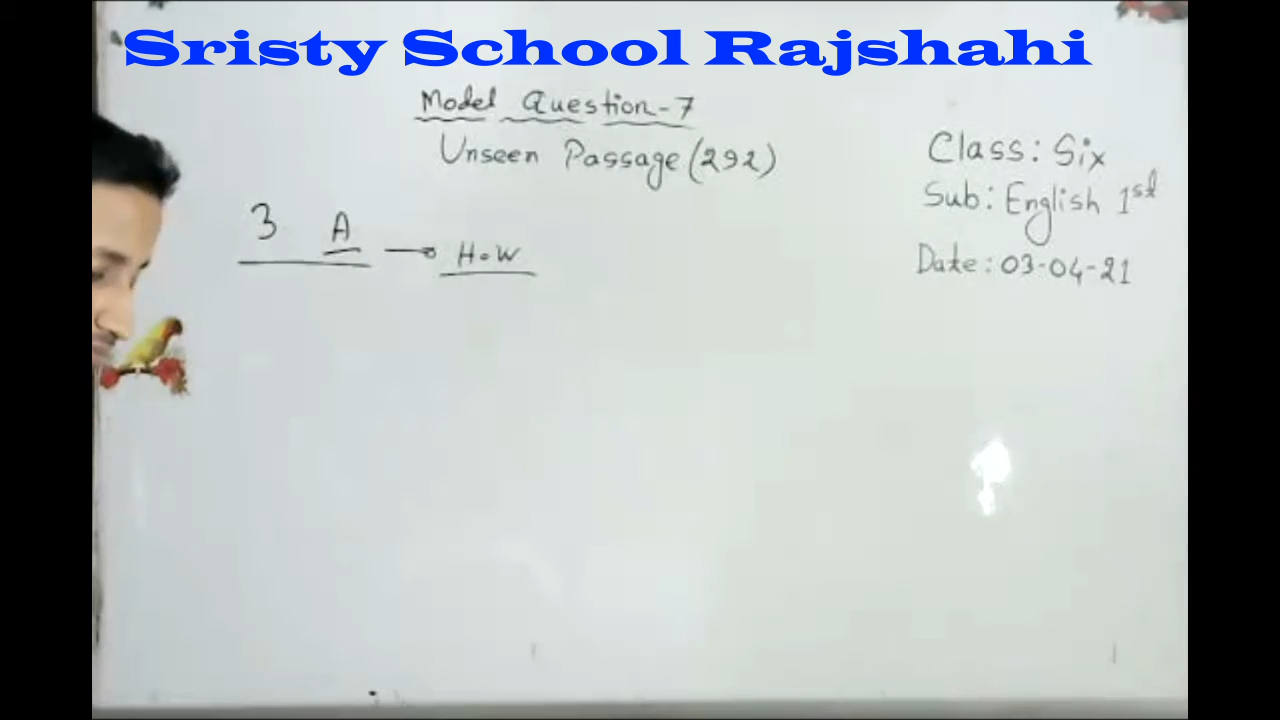 Sristy School Rajshahi
Model Question-7
Unseen Passage (292)
3 A → H.W
Class: Six
Sub: English 1st
Date: 03-04-21